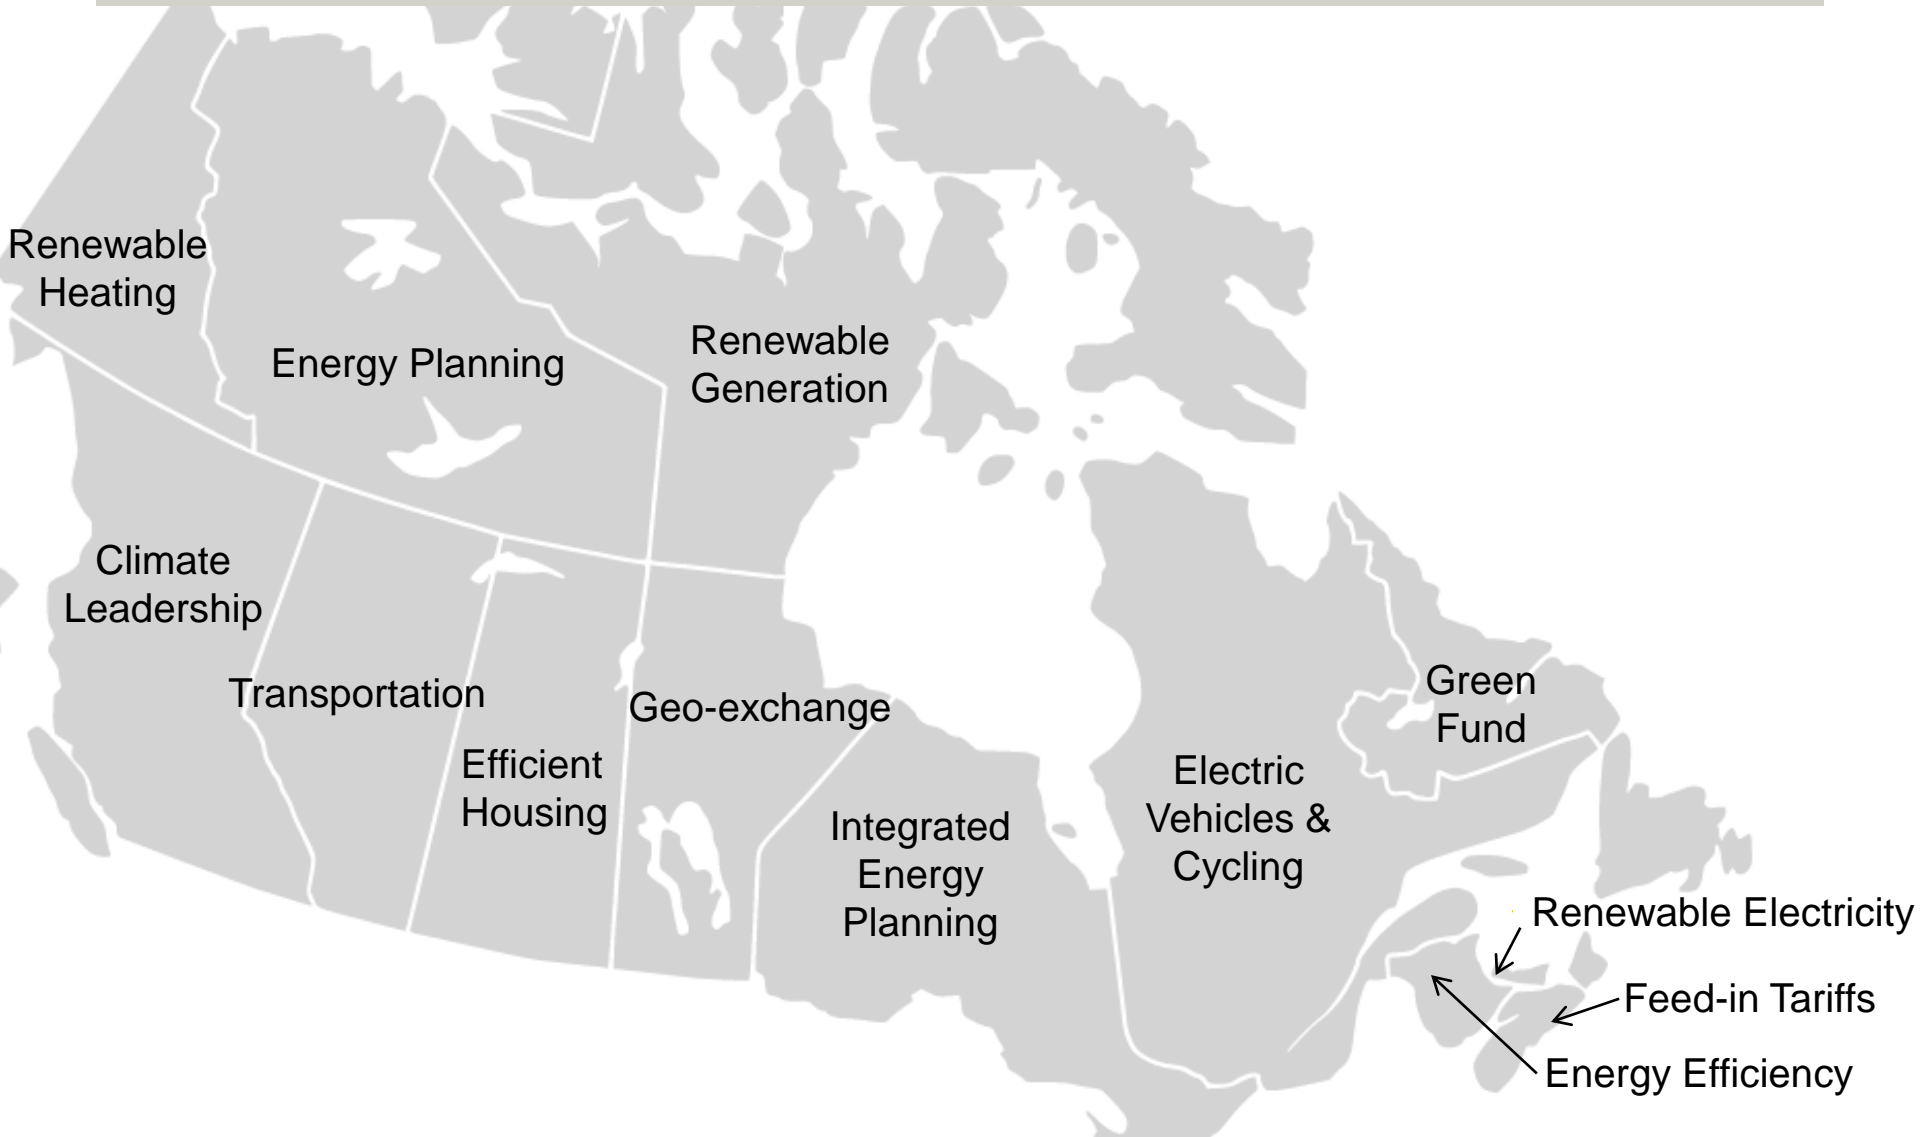 Renewable
Heating
Energy Planning
Renewable
Generation
Climate
Leadership
Transportation
Efficient
Housing
Geo-exchange
Integrated
Energy
Planning
Electric
Vehicles &
Cycling
Green
Fund
Renewable Electricity
Feed-in Tariffs
Energy Efficiency